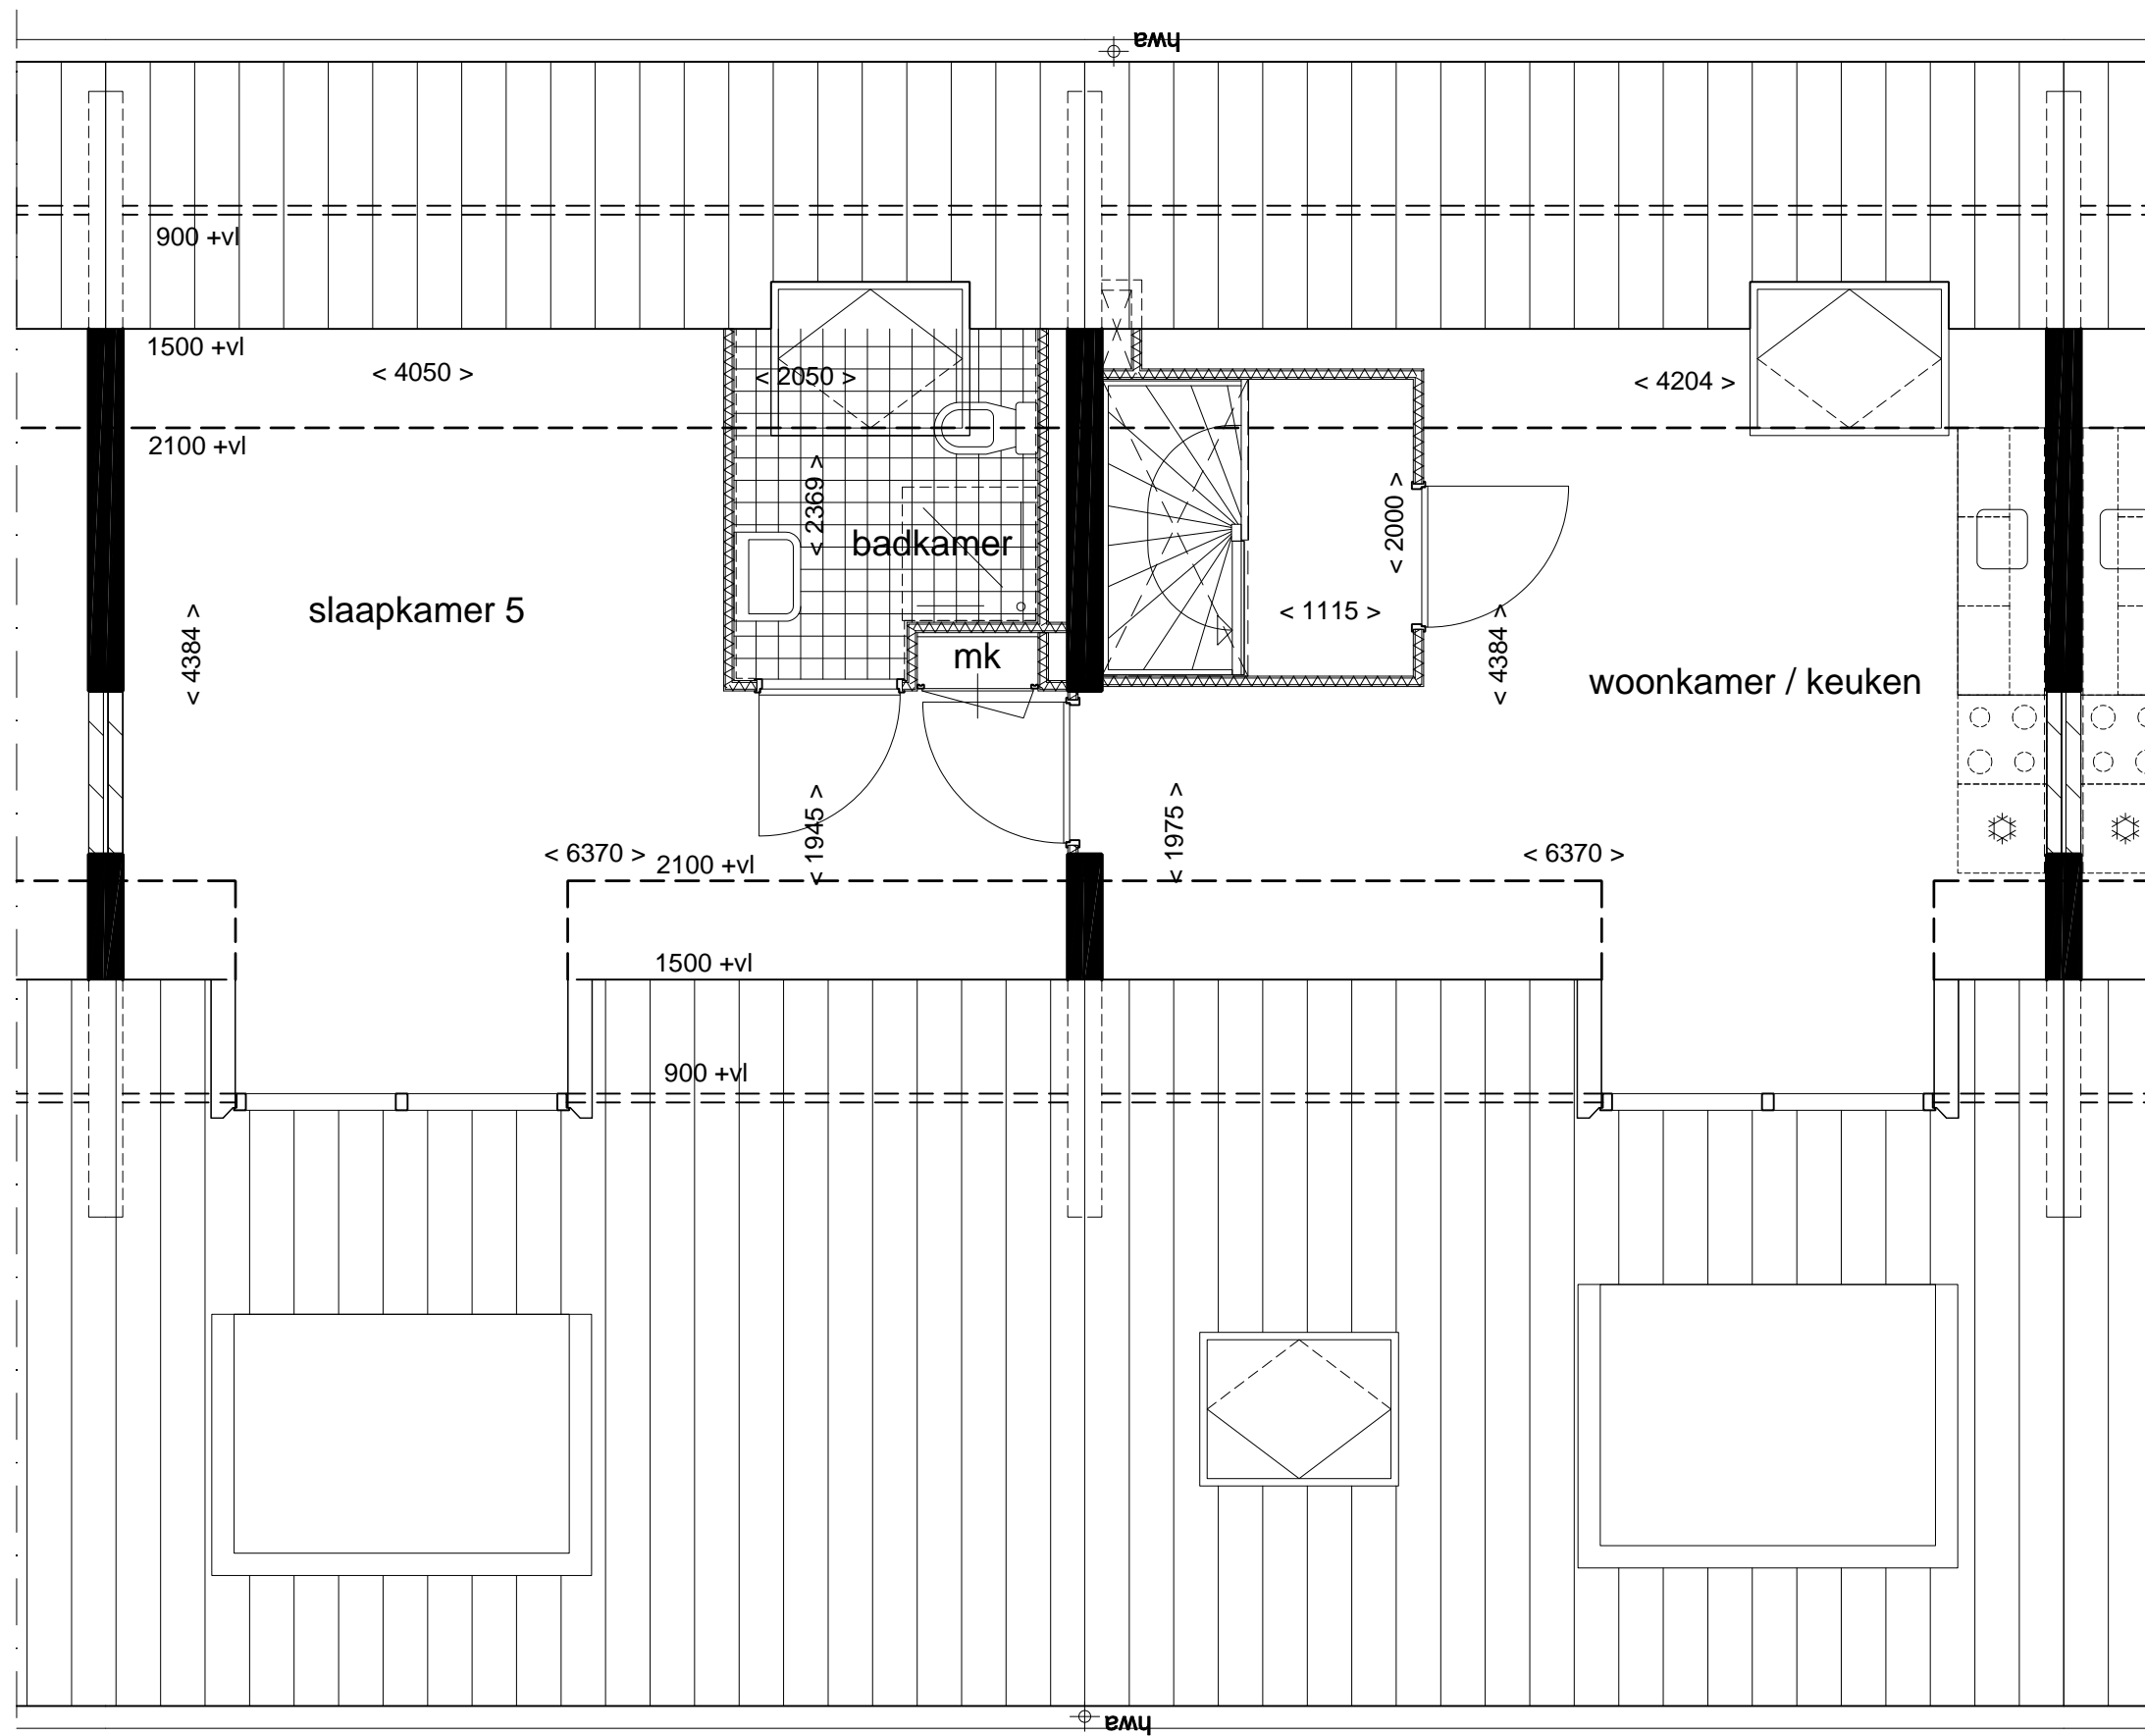 hwa
900 +vl
1500 +vl
< 4050 >
< 2050 >
< 4204 >
2100 +vl
< 2369 >
< 2000 >
badkamer
slaapkamer 5
< 1115 >
< 4384 >
< 4384 >
mk
woonkamer / keuken
< 1945 >
< 1975 >
< 6370 >
2100 +vl
< 6370 >
1500 +vl
900 +vl
hwa